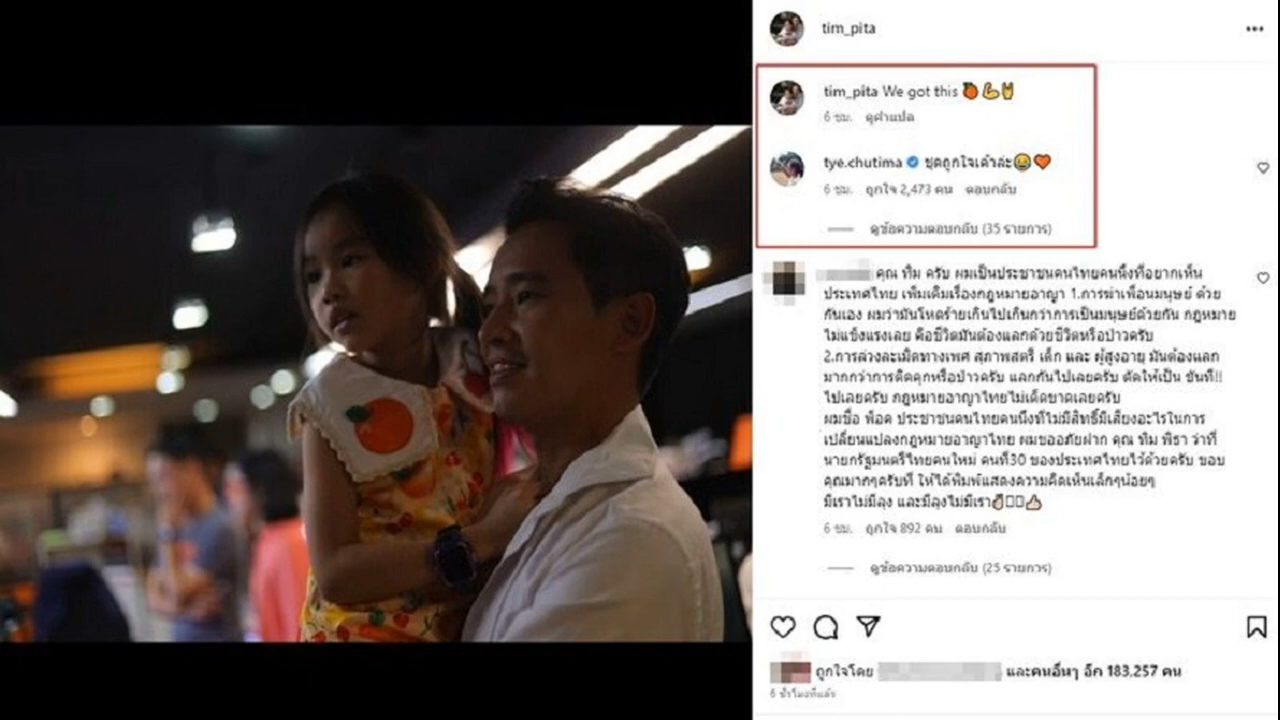 tim_pita
tim_pita We got this 🍊💪🤘
6 ชม. ดูคำแปล
tye.chutima ชุดถูกใจเค้าล่ะ😂🧡
6 ชม. ถูกใจ 2,473 คน ตอบกลับ
ดูข้อความตอบกลับ (35 รายการ)
คุณ ทิม ครับ ผมเป็นประชาชนคนไทยคนนึ่งที่อยากเห็น
ประเทศไทย เพิ่มเติมเรื่องกฎหมายอาญา 1.การฆ่าเพื่อนมนุษย์ ด้วย
กันเอง ผมว่ามันโหดร้ายเกินไปเกินกว่าการเป็นมนุษย์ด้วยกัน กฎหมาย
ไม่แข็งแรงเลย คือชีวิตมันต้องแลกด้วยชีวิตหรือป่าวครับ
2.การล่วงละเมิดทางเพศ สุภาพสตรี เด็ก และ ผู้สูงอายุ มันต้องแลก
มากกว่าการติดคุกหรือป่าวครับ แลกกันไปเลยครับ ตัดให้เป็น ขันที!!
ไปเลยครับ กฎหมายอาญาไทยไม่เด็ดขาดเลยครับ
ผมชื่อ พ็อค ประชาชนคนไทยคนนึงที่ไม่มีสิทธิ์มีเสียงอะไรในการ
เปลี่ยนแปลงกฎหมายอาญาไทย ผมขออภัยฝาก คุณ ทิม พิธา ว่าที่
นายกรัฐมนตรีไทยคนใหม่ คนที่30 ของประเทศไทยไว้ด้วยครับ ขอบ
คุณมากๆครับที่ ให้ได้พิมพ์แสดงความคิดเห็นเล็กๆน้อยๆ
มีเราไม่มีลุง และมีลุงไม่มีเรา
6 ชม. ถูกใจ 892 คน ตอบกลับ
ดูข้อความตอบกลับ (25 รายการ)
ถูกใจโดย และคนอื่นๆ อีก 183,257 คน
6 ชั่วโมงที่แล้ว